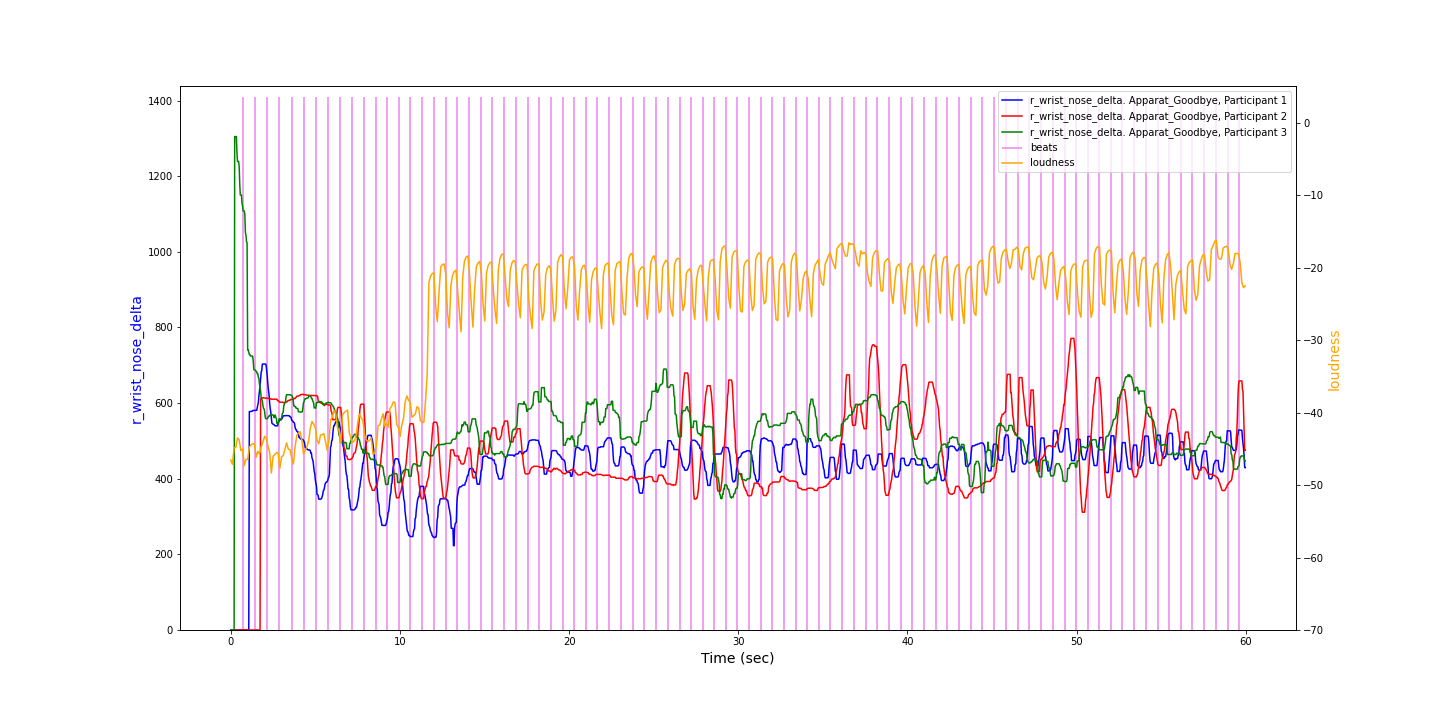 1400
1200
1000
800
600
400
200
0
r_wrist_nose_delta
r_wrist_nose_delta. Apparat_Goodbye, Participant 1
r_wrist_nose_delta. Apparat_Goodbye, Participant 2
r_wrist_nose_delta. Apparat_Goodbye, Participant 3
beats
loudness
0
−10
−20
−30
−40
−50
−60
−70
loudness
0 10 20 30 40 50 60
Time (sec)